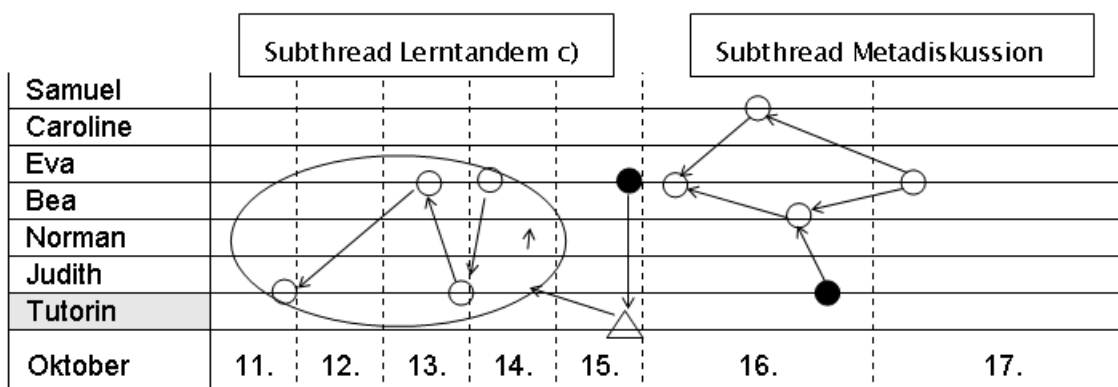 Subthread Lerntandem c)
Subthread Metadiskussion
Samuel
Caroline
Eva
Bea
Norman
Judith
Tutorin
Oktober 11. 12. 13. 14. 15. 16. 17.